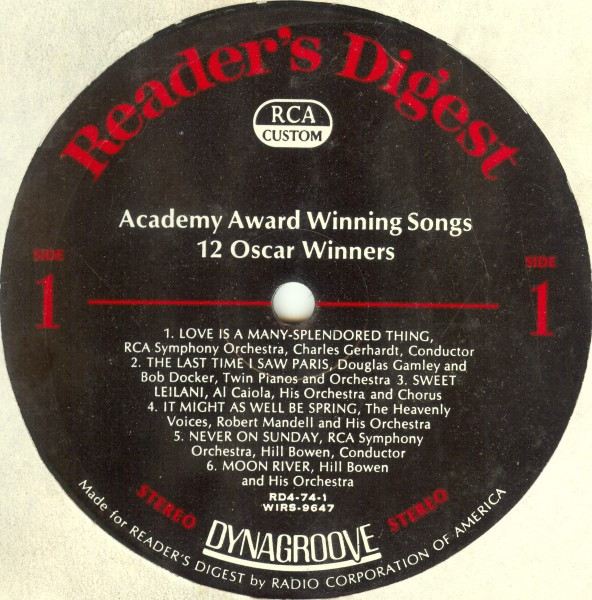 Reader's Digest
RCA
CUSTOM
Academy Award Winning Songs
12 Oscar Winners
SIDE
1
SIDE
1
1. LOVE IS A MANY-SPLENDORED THING,
RCA Symphony Orchestra, Charles Gerhardt, Conductor
2. THE LAST TIME I SAW PARIS, Douglas Gamley and
Bob Docker, Twin Pianos and Orchestra 3. SWEET
LEILANI, Al Caiola, His Orchestra and Chorus
4. IT MIGHT AS WELL BE SPRING, The Heavenly
Voices, Robert Mandell and His Orchestra
5. NEVER ON SUNDAY, RCA Symphony
Orchestra, Hill Bowen, Conductor
6. MOON RIVER, Hill Bowen
and His Orchestra
RD4-74-1
WIRS-9647
STEREO
STEREO
DYNAGROOVE
Made for READER'S DIGEST by RADIO CORPORATION OF AMERICA